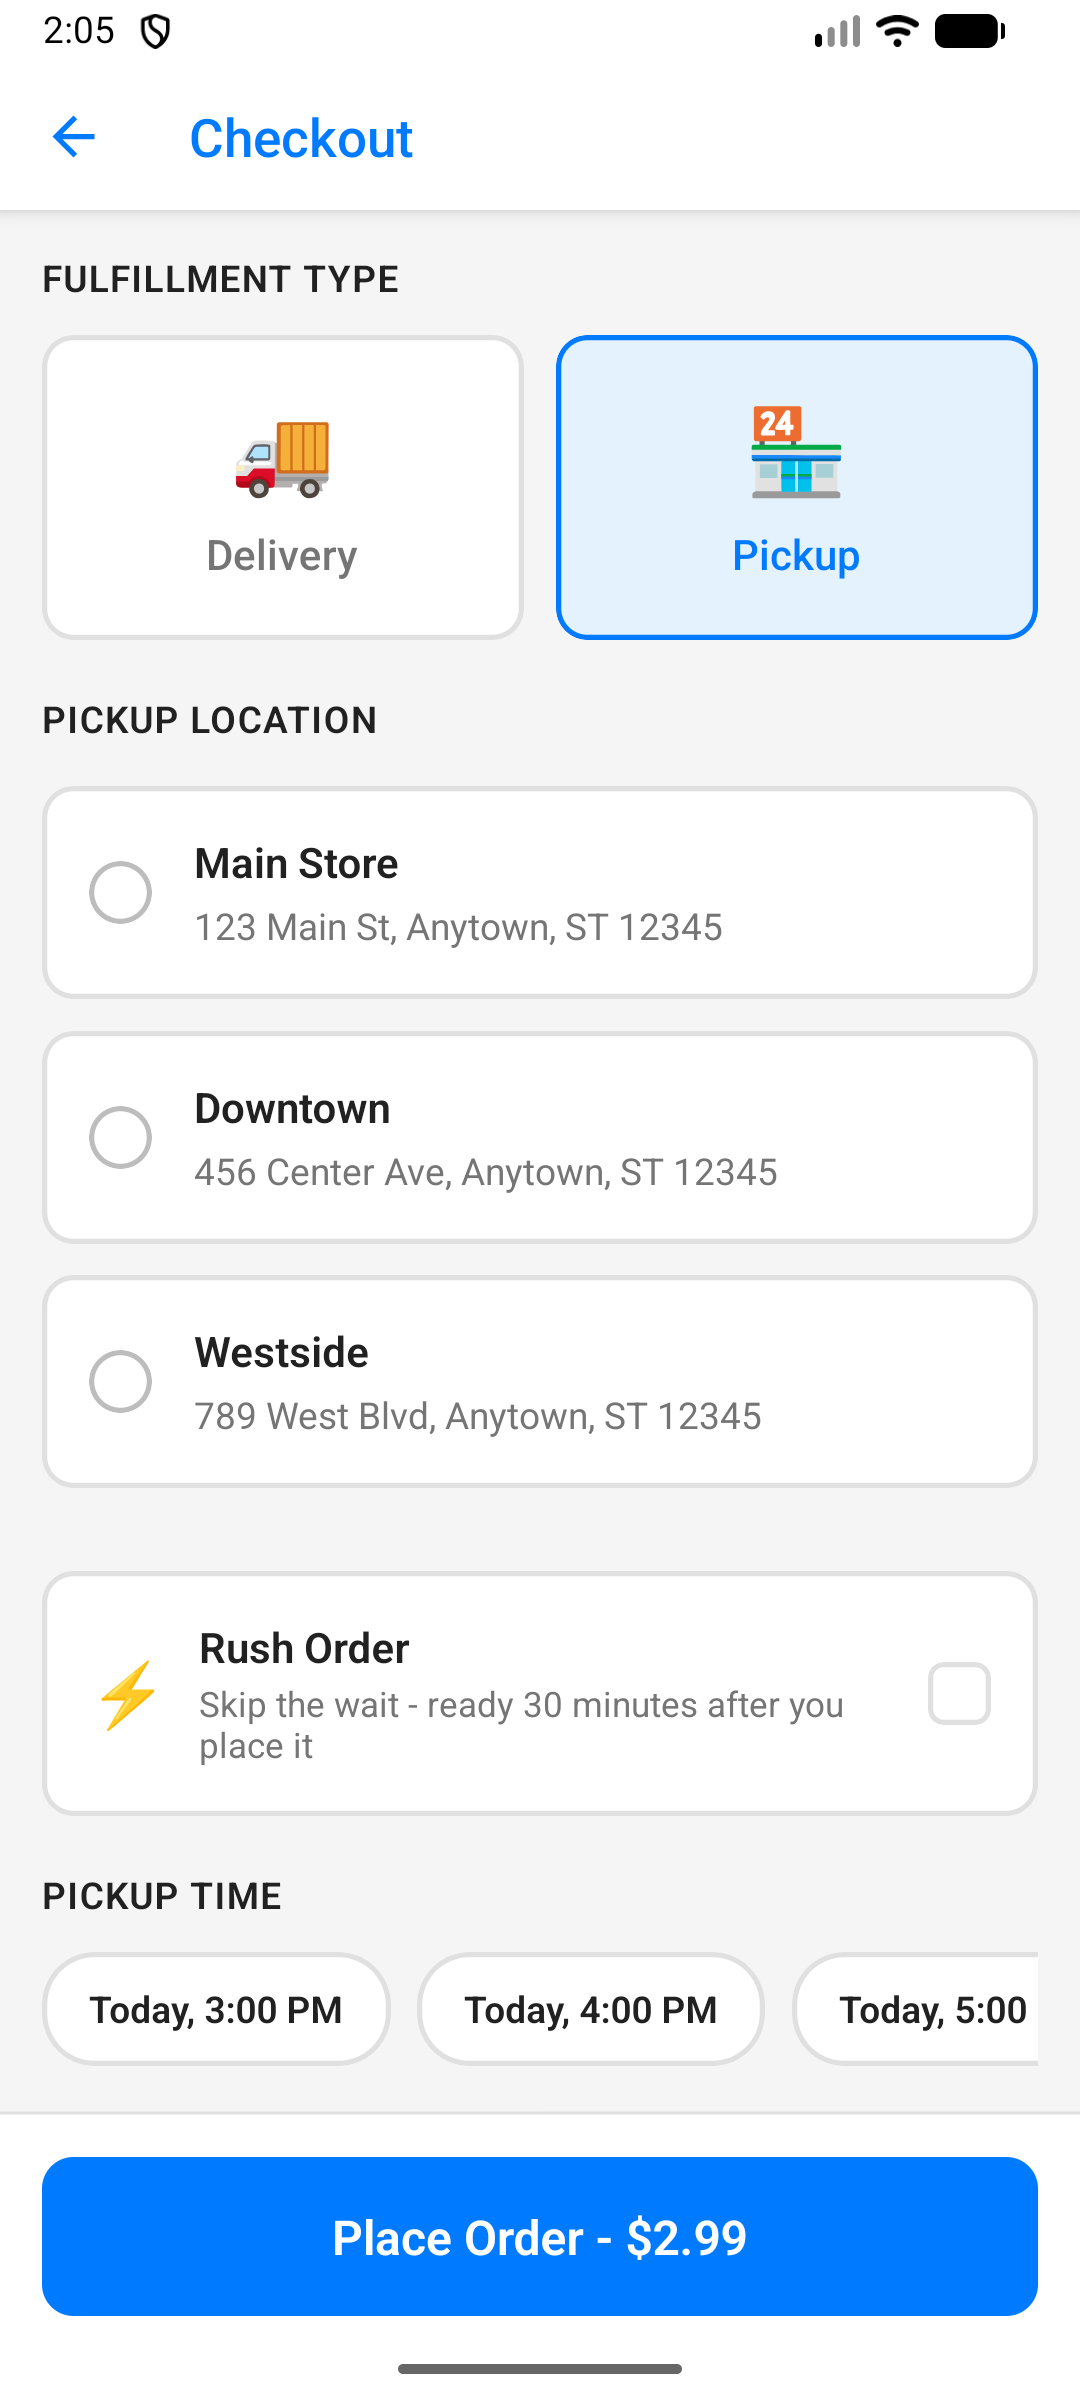 2:05
Checkout
FULFILLMENT TYPE
Delivery
24
Pickup
PICKUP LOCATION
Main Store
123 Main St, Anytown, ST 12345
Downtown
456 Center Ave, Anytown, ST 12345
Westside
789 West Blvd, Anytown, ST 12345
Rush Order
Skip the wait - ready 30 minutes after you
place it
PICKUP TIME
Today, 3:00 PM
Today, 4:00 PM
Today, 5:00
Place Order - $2.99